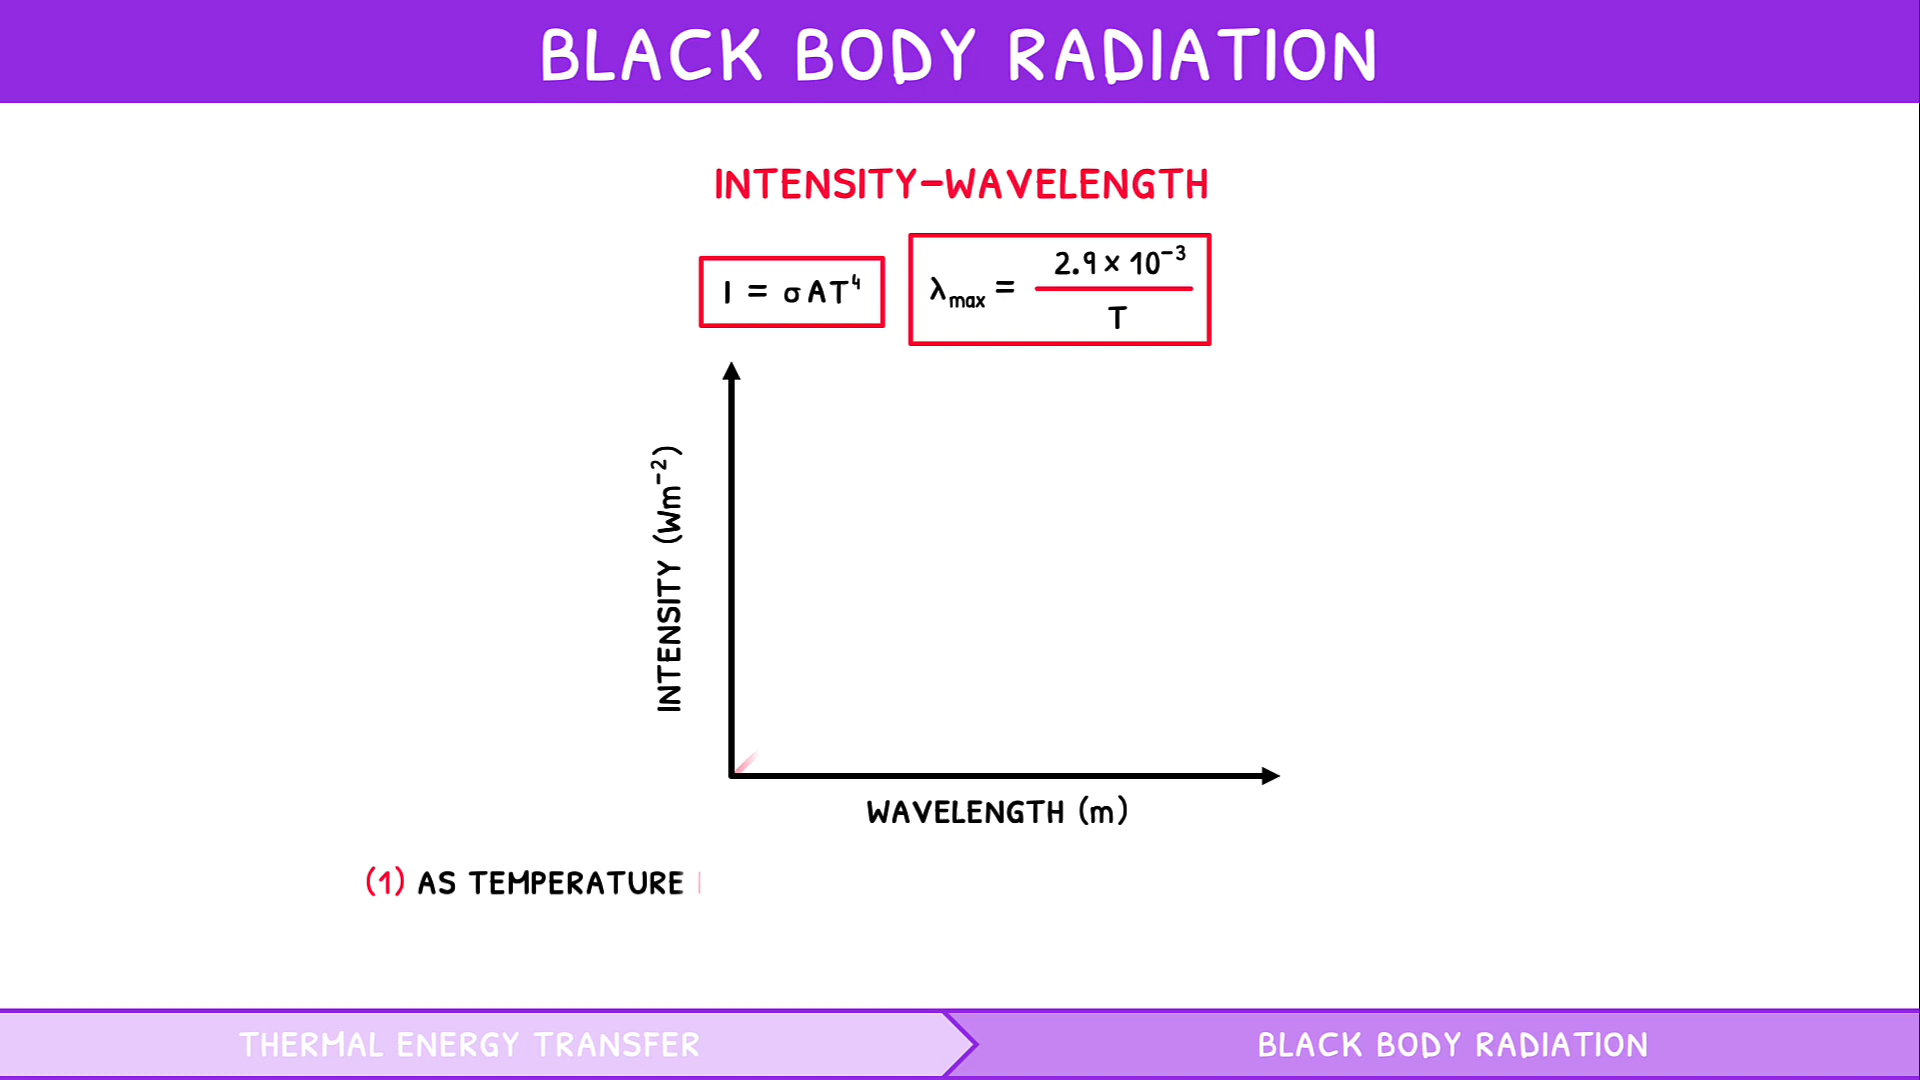 BLACK BODY RADIATION
INTENSITY–WAVELENGTH
I = σAT⁴
λmax = 2.9 × 10⁻³ / T
INTENSITY (Wm⁻²)
WAVELENGTH (m)
(1) AS TEMPERATURE
THERMAL ENERGY TRANSFER
BLACK BODY RADIATION